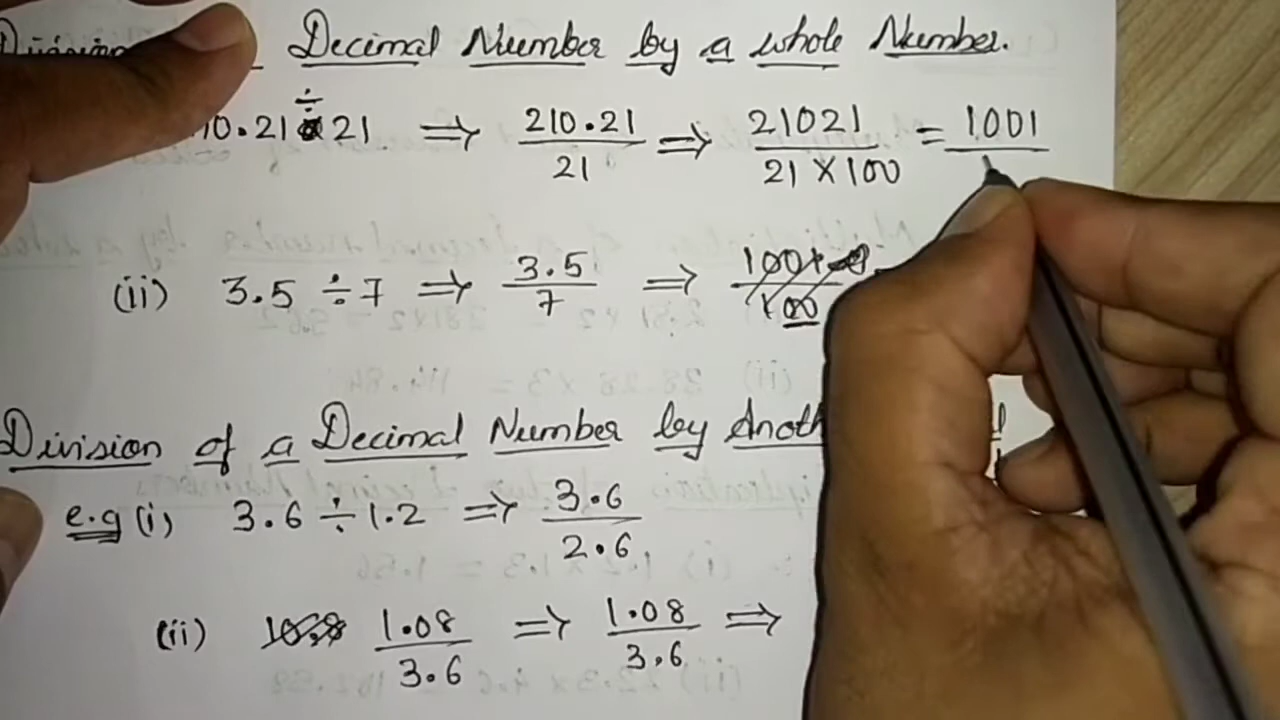 Division Decimal Number by a whole Number.
10.21 ÷ 21 ⇒ 210.21/21 ⇒ 21021/21 × 100 = 1001
(ii) 3.5 ÷ 7 ⇒ 3.5/7 ⇒
Division of a Decimal Number by
e.g (i) 3.6 ÷ 1.2 ⇒ 3.6/2.6
(ii) 1.08/3.6 ⇒ 1.08/3.6 ⇒